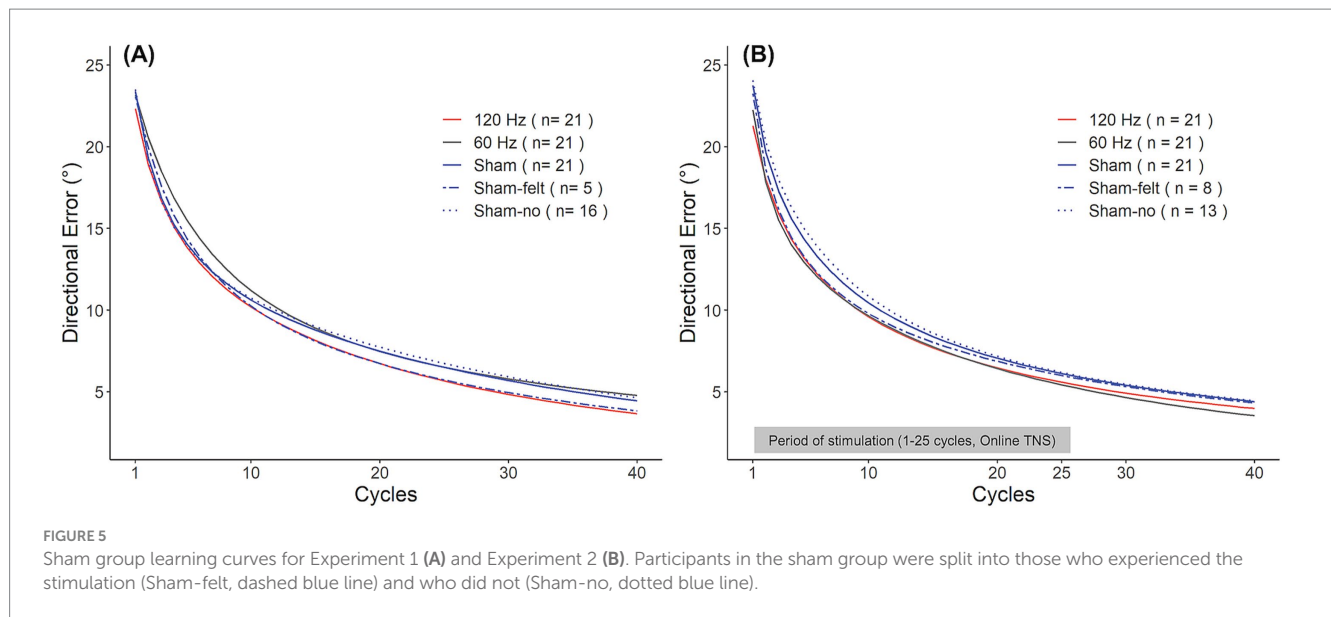 (A)
25
20
15
10
5
Directional Error (°)
120 Hz ( n= 21 )
60 Hz ( n= 21 )
Sham ( n= 21 )
Sham-felt ( n= 5 )
Sham-no ( n= 16 )
1
10
20
30
40
Cycles
(B)
25
20
15
10
5
Directional Error (°)
120 Hz ( n = 21 )
60 Hz ( n = 21 )
Sham ( n = 21 )
Sham-felt ( n = 8 )
Sham-no ( n = 13 )
Period of stimulation (1-25 cycles, Online TNS)
1
10
20
25
30
40
Cycles
FIGURE 5
Sham group learning curves for Experiment 1 (A) and Experiment 2 (B). Participants in the sham group were split into those who experienced the
stimulation (Sham-felt, dashed blue line) and who did not (Sham-no, dotted blue line).